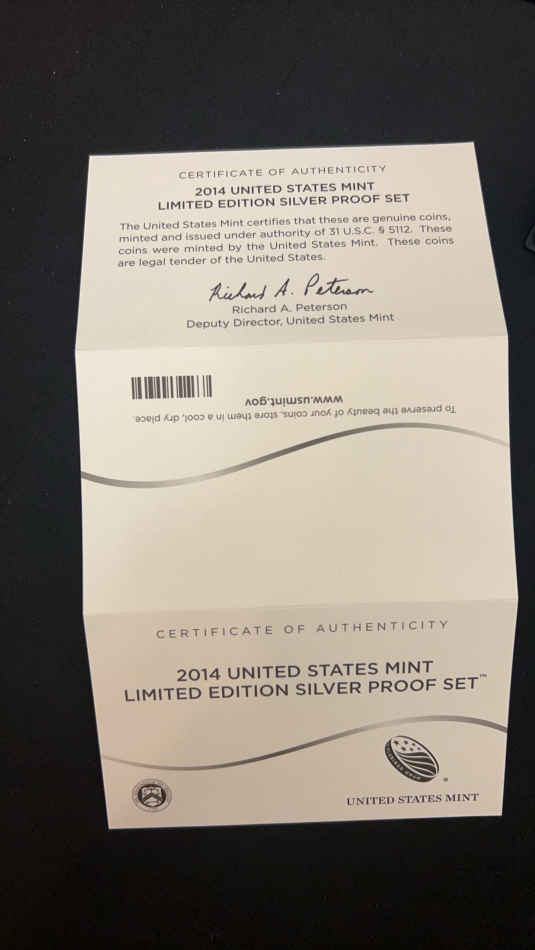 CERTIFICATE OF AUTHENTICITY
2014 UNITED STATES MINT
LIMITED EDITION SILVER PROOF SET
The United States Mint certifies that these are genuine coins,
minted and issued under authority of 31 U.S.C. § 5112. These
coins were minted by the United States Mint. These coins
are legal tender of the United States.
Richard A. Peterson
Richard A. Peterson
Deputy Director, United States Mint
To preserve the beauty of your coins, store them in a cool, dry place.
www.usmint.gov
CERTIFICATE OF AUTHENTICITY
2014 UNITED STATES MINT
LIMITED EDITION SILVER PROOF SET™
UNITED STATES MINT